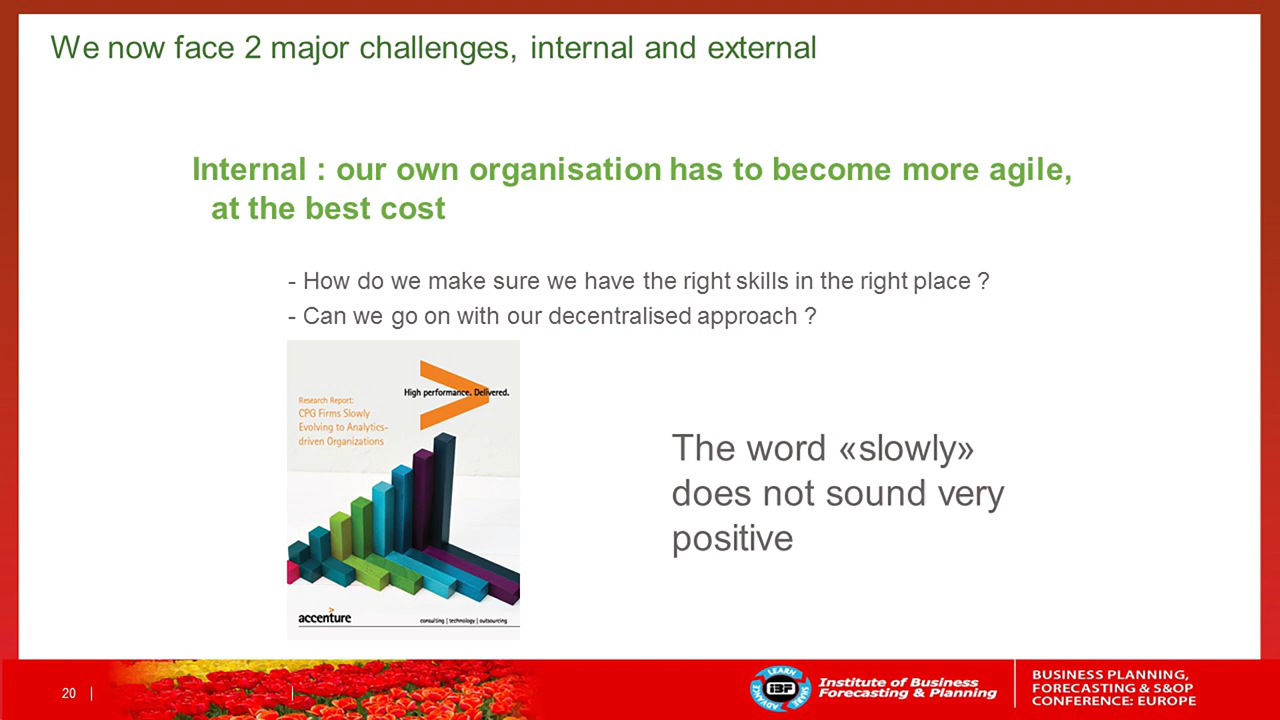 We now face 2 major challenges, internal and external
Internal : our own organisation has to become more agile,
at the best cost
- How do we make sure we have the right skills in the right place ?
- Can we go on with our decentralised approach ?
High performance. Delivered.
Research Report:
CPG Firms Slowly
Evolving to Analytics-
driven Organizations
accenture
consulting | technology | outsourcing
The word «slowly»
does not sound very
positive
20
LEARN
SHARE
ADVANCE
IBF
Institute of Business
Forecasting & Planning
BUSINESS PLANNING,
FORECASTING & S&OP
CONFERENCE: EUROPE